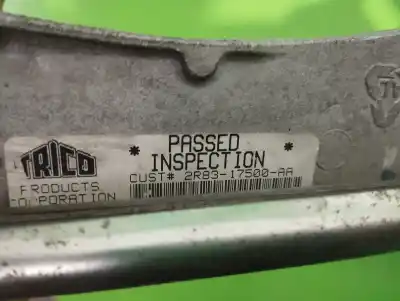 TRICO
PRODUCTS
CORPORATION
* PASSED *
INSPECTION
CUST# 2R83-17500-AA